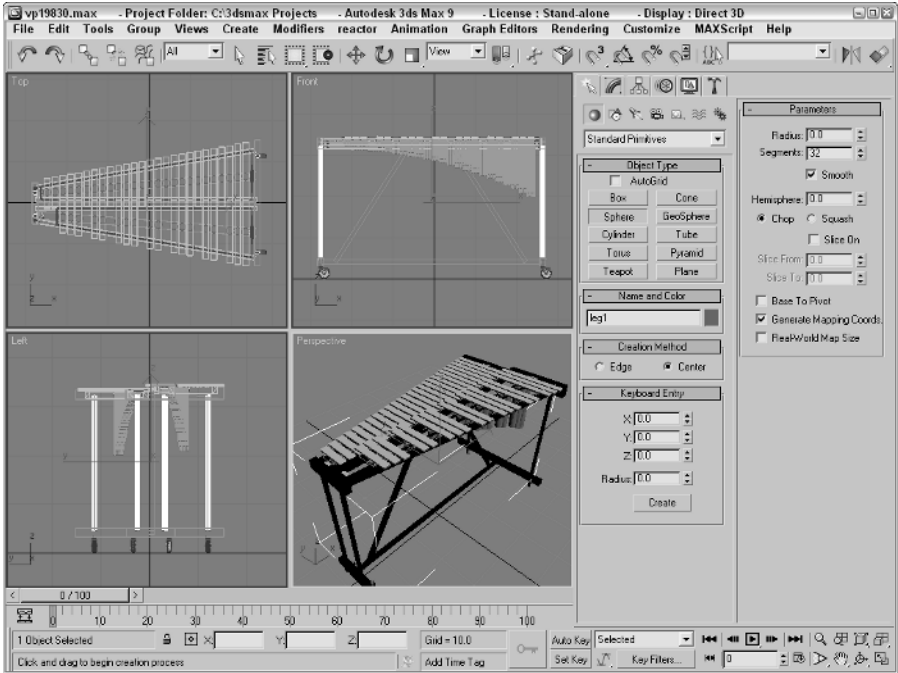 vp19830.max - Project Folder: C:\3dsmax Projects - Autodesk 3ds Max 9 - License : Stand-alone - Display : Direct 3D
File Edit Tools Group Views Create Modifiers reactor Animation Graph Editors Rendering Customize MAXScript Help
All View
Top Front
Left Perspective
Standard Primitives
- Object Type
AutoGrid
Box Cone
Sphere GeoSphere
Cylinder Tube
Torus Pyramid
Teapot Plane
- Name and Color
leg1
- Creation Method
Edge Center
- Keyboard Entry
X: 0.0
Y: 0.0
Z: 0.0
Radius: 0.0
Create
- Parameters
Radius: 0.0
Segments: 32
Smooth
Hemisphere: 0.0
Chop Squash
Slice On
Slice From: 0.0
Slice To: 0.0
Base To Pivot
Generate Mapping Coords.
Real-World Map Size
< 0 / 100 >
0 10 20 30 40 50 60 70 80 90 100
1 Object Selected X: Y: Z: Grid = 10.0 Auto Key Selected
Click and drag to begin creation process Add Time Tag Set Key Key Filters... 0